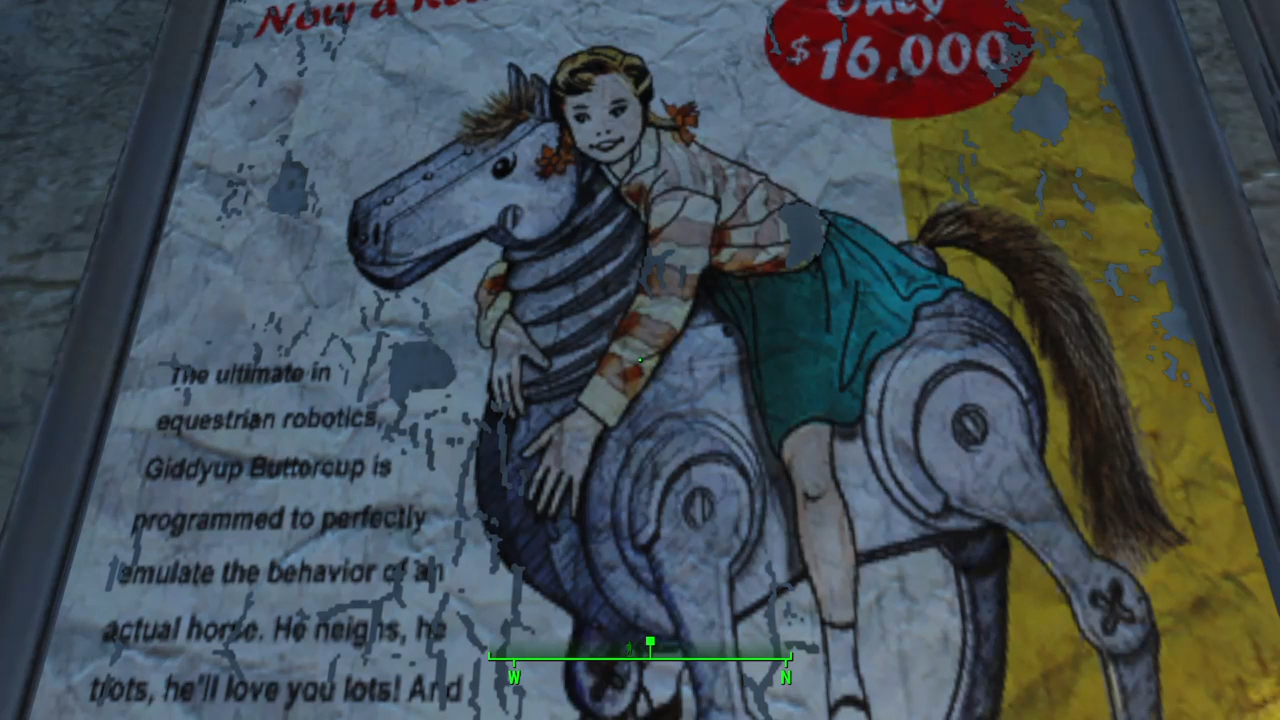 Now a
Only
$16,000
The ultimate in
equestrian robotics,
Giddyup Buttercup is
programmed to perfectly
emulate the behavior of an
actual horse. He neighs, he
trots, he'll love you lots! And
W
N